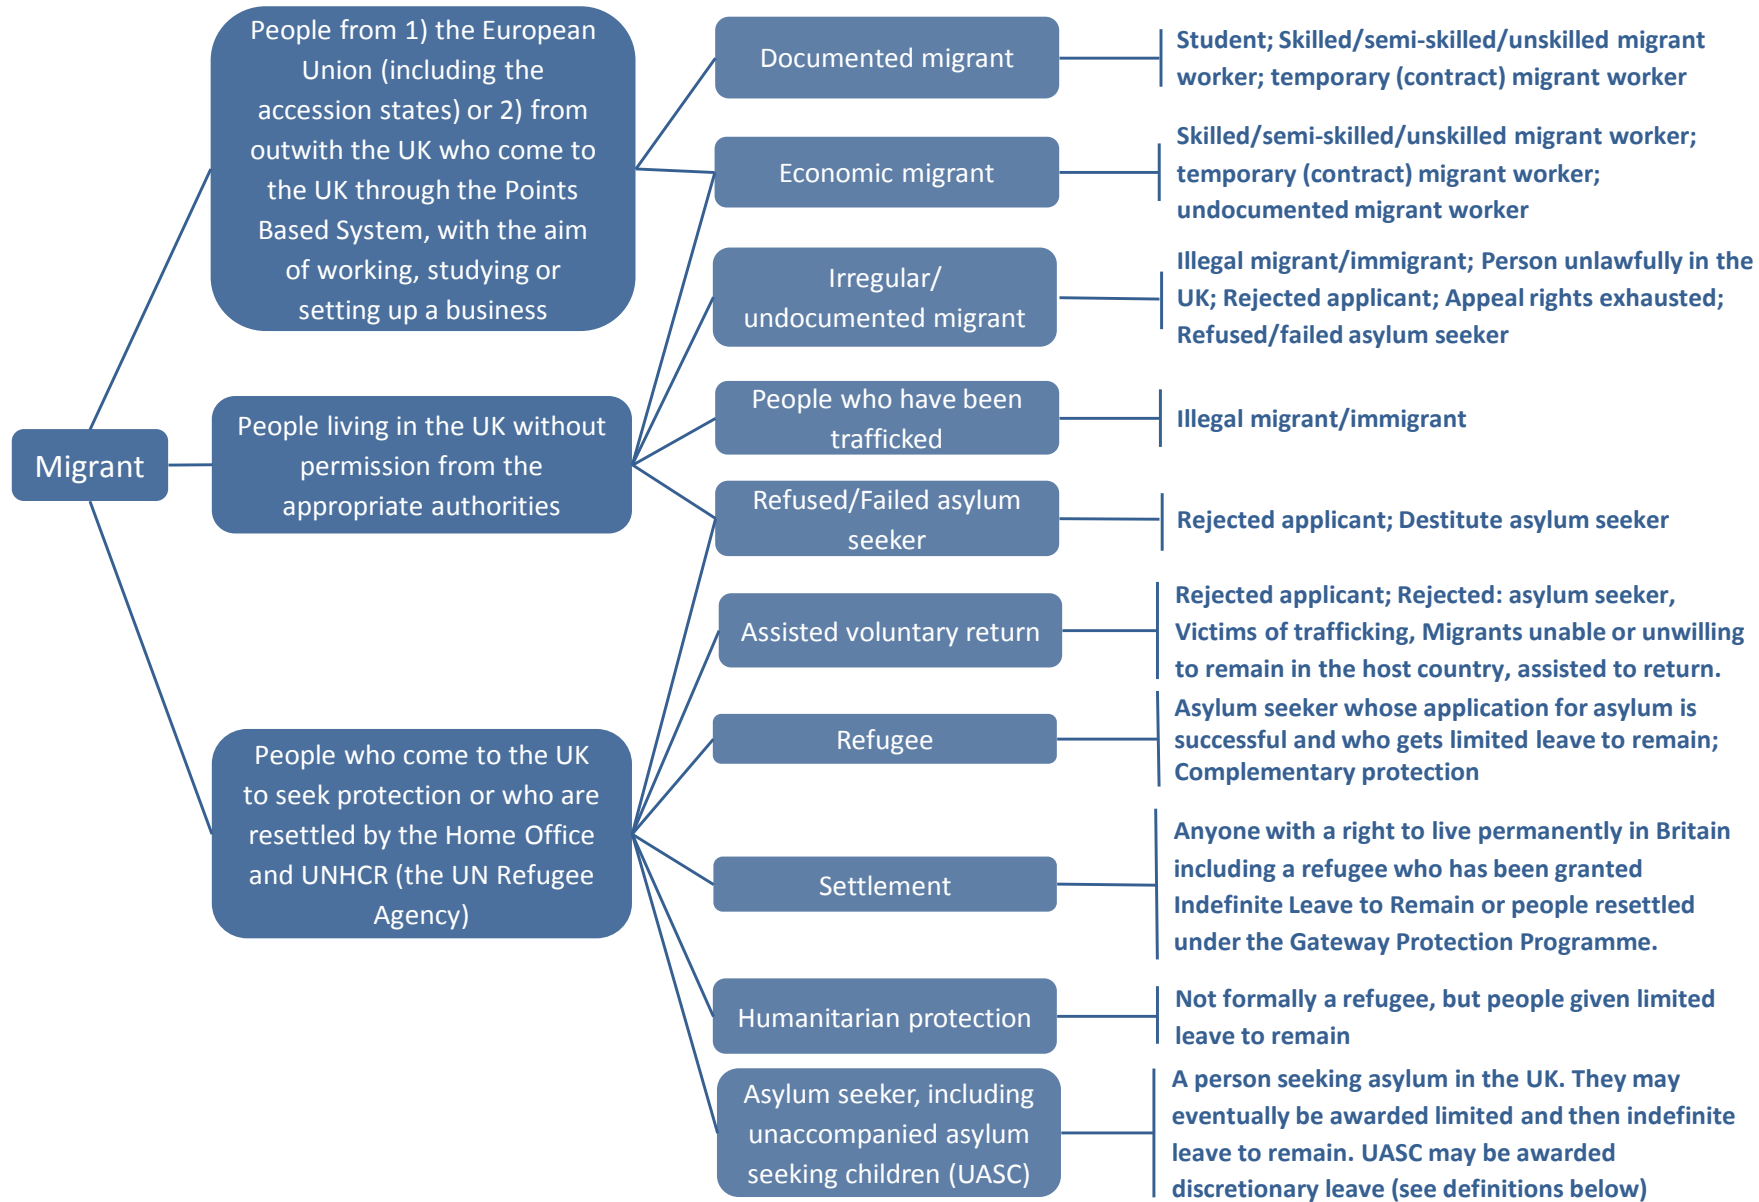 Migrant
People from 1) the European
Union (including the
accession states) or 2) from
outwith the UK who come to
the UK through the Points
Based System, with the aim
of working, studying or
setting up a business
People living in the UK without
permission from the
appropriate authorities
People who come to the UK
to seek protection or who are
resettled by the Home Office
and UNHCR (the UN Refugee
Agency)
Documented migrant
Student; Skilled/semi-skilled/unskilled migrant
worker; temporary (contract) migrant worker
Economic migrant
Skilled/semi-skilled/unskilled migrant worker;
temporary (contract) migrant worker;
undocumented migrant worker
Irregular/
undocumented migrant
Illegal migrant/immigrant; Person unlawfully in the
UK; Rejected applicant; Appeal rights exhausted;
Refused/failed asylum seeker
People who have been
trafficked
Illegal migrant/immigrant
Refused/Failed asylum
seeker
Rejected applicant; Destitute asylum seeker
Assisted voluntary return
Rejected applicant; Rejected: asylum seeker,
Victims of trafficking, Migrants unable or unwilling
to remain in the host country, assisted to return.
Refugee
Asylum seeker whose application for asylum is
successful and who gets limited leave to remain;
Complementary protection
Settlement
Anyone with a right to live permanently in Britain
including a refugee who has been granted
Indefinite Leave to Remain or people resettled
under the Gateway Protection Programme.
Humanitarian protection
Not formally a refugee, but people given limited
leave to remain
Asylum seeker, including
unaccompanied asylum
seeking children (UASC)
A person seeking asylum in the UK. They may
eventually be awarded limited and then indefinite
leave to remain. UASC may be awarded
discretionary leave (see definitions below)